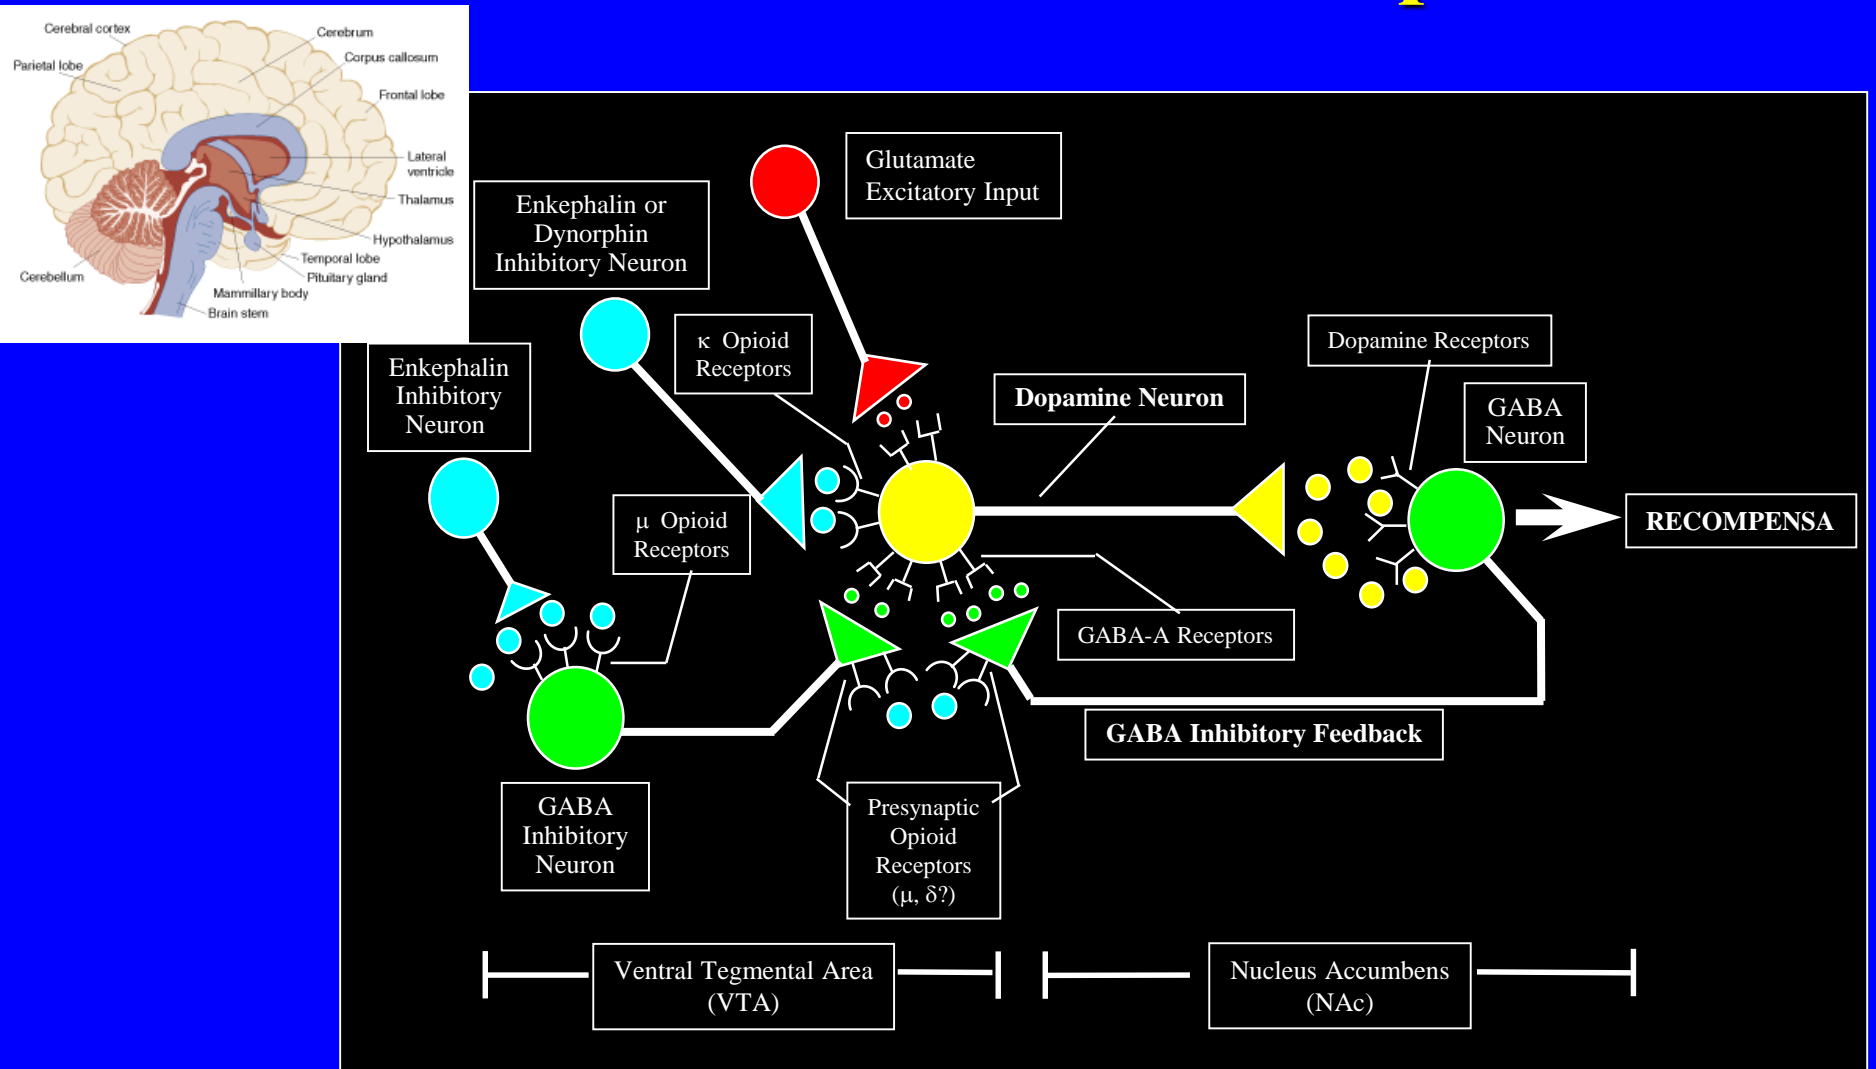 Cerebral cortex
Cerebrum
Corpus callosum
Parietal lobe
Frontal lobe
Lateral
ventricle
Thalamus
Hypothalamus
Temporal lobe
Pituitary gland
Cerebellum
Mammillary body
Brain stem
Glutamate
Excitatory Input
Enkephalin or
Dynorphin
Inhibitory Neuron
κ Opioid
Receptors
Dopamine Receptors
Enkephalin
Inhibitory
Neuron
Dopamine Neuron
GABA
Neuron
μ Opioid
Receptors
RECOMPENSA
GABA-A Receptors
GABA Inhibitory Feedback
GABA
Inhibitory
Neuron
Presynaptic
Opioid
Receptors
(μ, δ?)
Ventral Tegmental Area
(VTA)
Nucleus Accumbens
(NAc)